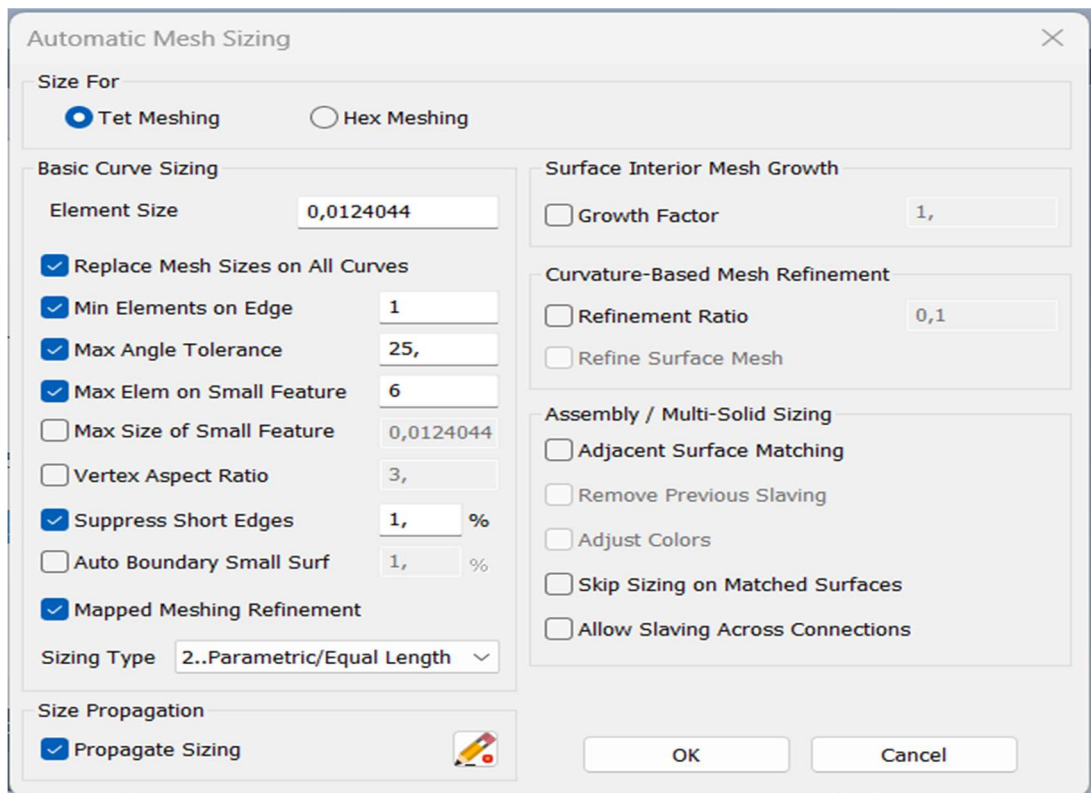 Automatic Mesh Sizing
Size For
Tet Meshing
Hex Meshing
Basic Curve Sizing
Element Size 0,0124044
Replace Mesh Sizes on All Curves
Min Elements on Edge 1
Max Angle Tolerance 25,
Max Elem on Small Feature 6
Max Size of Small Feature 0,0124044
Vertex Aspect Ratio 3,
Suppress Short Edges 1, %
Auto Boundary Small Surf 1, %
Mapped Meshing Refinement
Sizing Type 2..Parametric/Equal Length
Size Propagation
Propagate Sizing
Surface Interior Mesh Growth
Growth Factor 1,
Curvature-Based Mesh Refinement
Refinement Ratio 0,1
Refine Surface Mesh
Assembly / Multi-Solid Sizing
Adjacent Surface Matching
Remove Previous Slaving
Adjust Colors
Skip Sizing on Matched Surfaces
Allow Slaving Across Connections
OK
Cancel